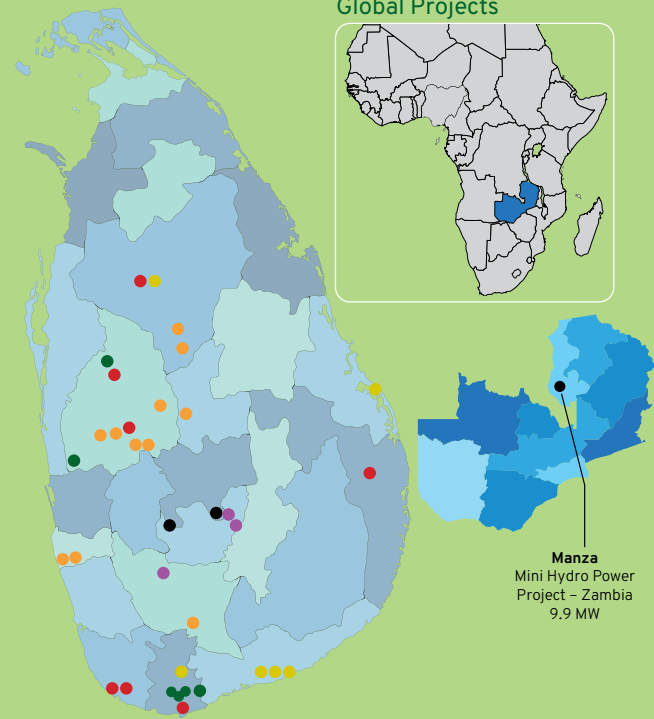 Global Projects
Manza
Mini Hydro Power
Project – Zambia
9.9 MW